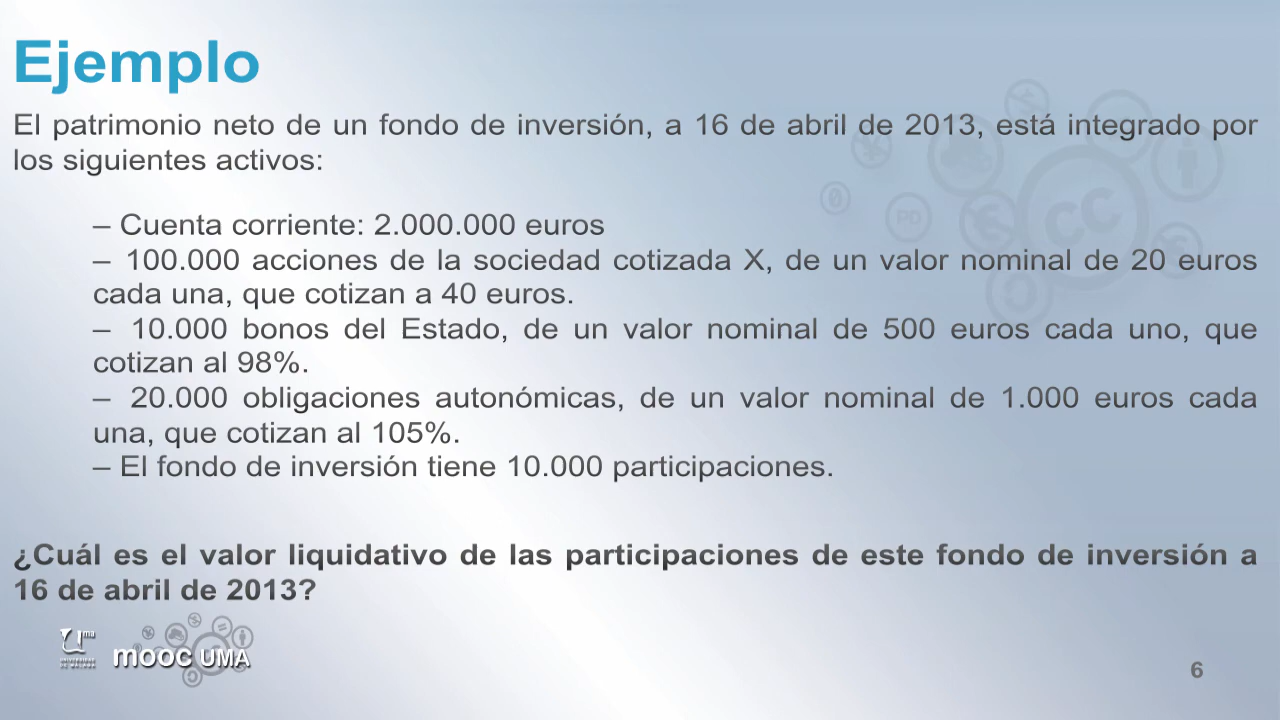 Ejemplo
El patrimonio neto de un fondo de inversión, a 16 de abril de 2013, está integrado por
los siguientes activos:
– Cuenta corriente: 2.000.000 euros
– 100.000 acciones de la sociedad cotizada X, de un valor nominal de 20 euros
cada una, que cotizan a 40 euros.
– 10.000 bonos del Estado, de un valor nominal de 500 euros cada uno, que
cotizan al 98%.
– 20.000 obligaciones autonómicas, de un valor nominal de 1.000 euros cada
una, que cotizan al 105%.
– El fondo de inversión tiene 10.000 participaciones.
¿Cuál es el valor liquidativo de las participaciones de este fondo de inversión a
16 de abril de 2013?
mooc UMA
6